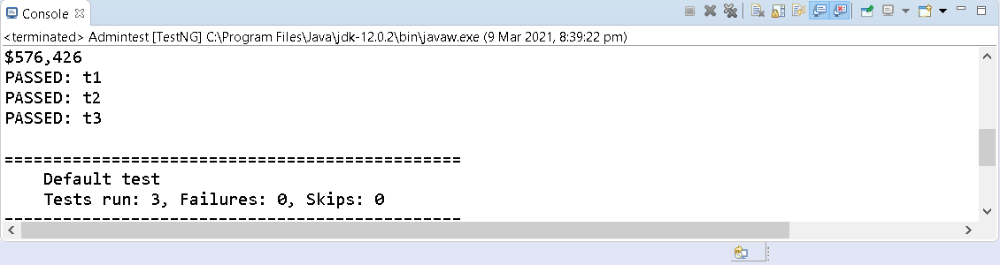 Console
<terminated> Admintest [TestNG] C:\Program Files\Java\jdk-12.0.2\bin\javaw.exe (9 Mar 2021, 8:39:22 pm)
$576,426
PASSED: t1
PASSED: t2
PASSED: t3
===============================================
Default test
Tests run: 3, Failures: 0, Skips: 0